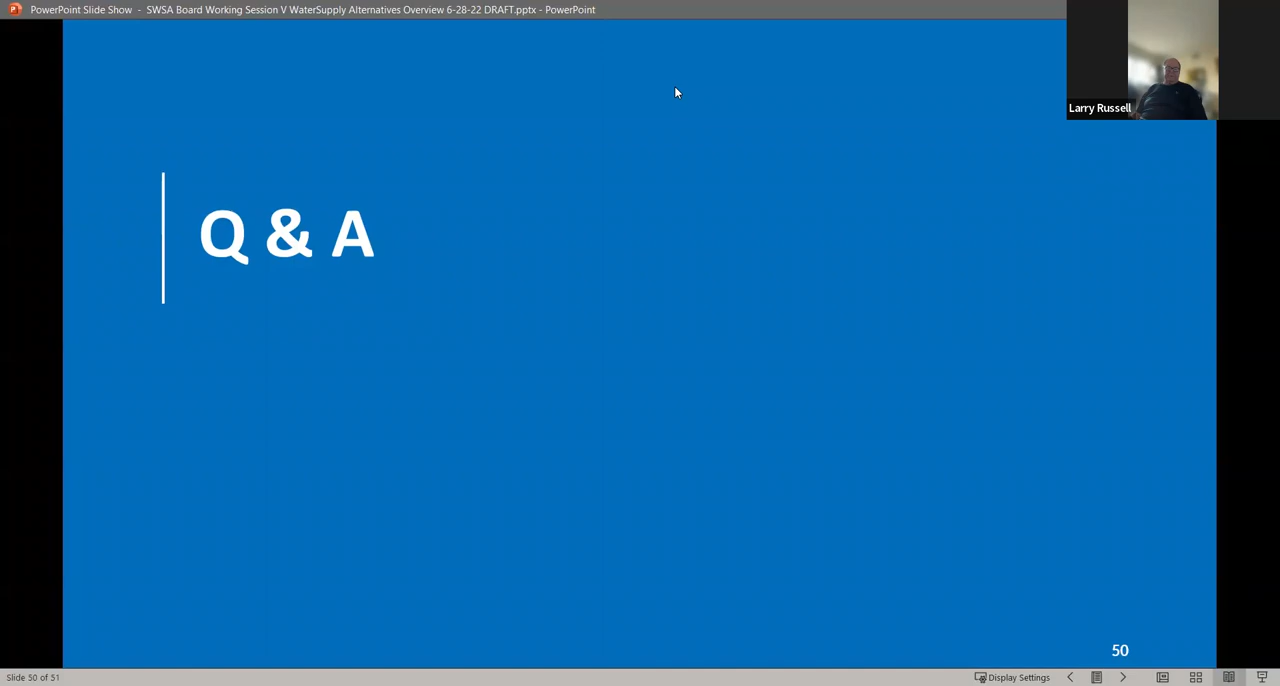 PowerPoint Slide Show - SWSA Board Working Session V WaterSupply Alternatives Overview 6-28-22 DRAFT.pptx - PowerPoint
Larry Russell
Q & A
50
Slide 50 of 51
Display Settings